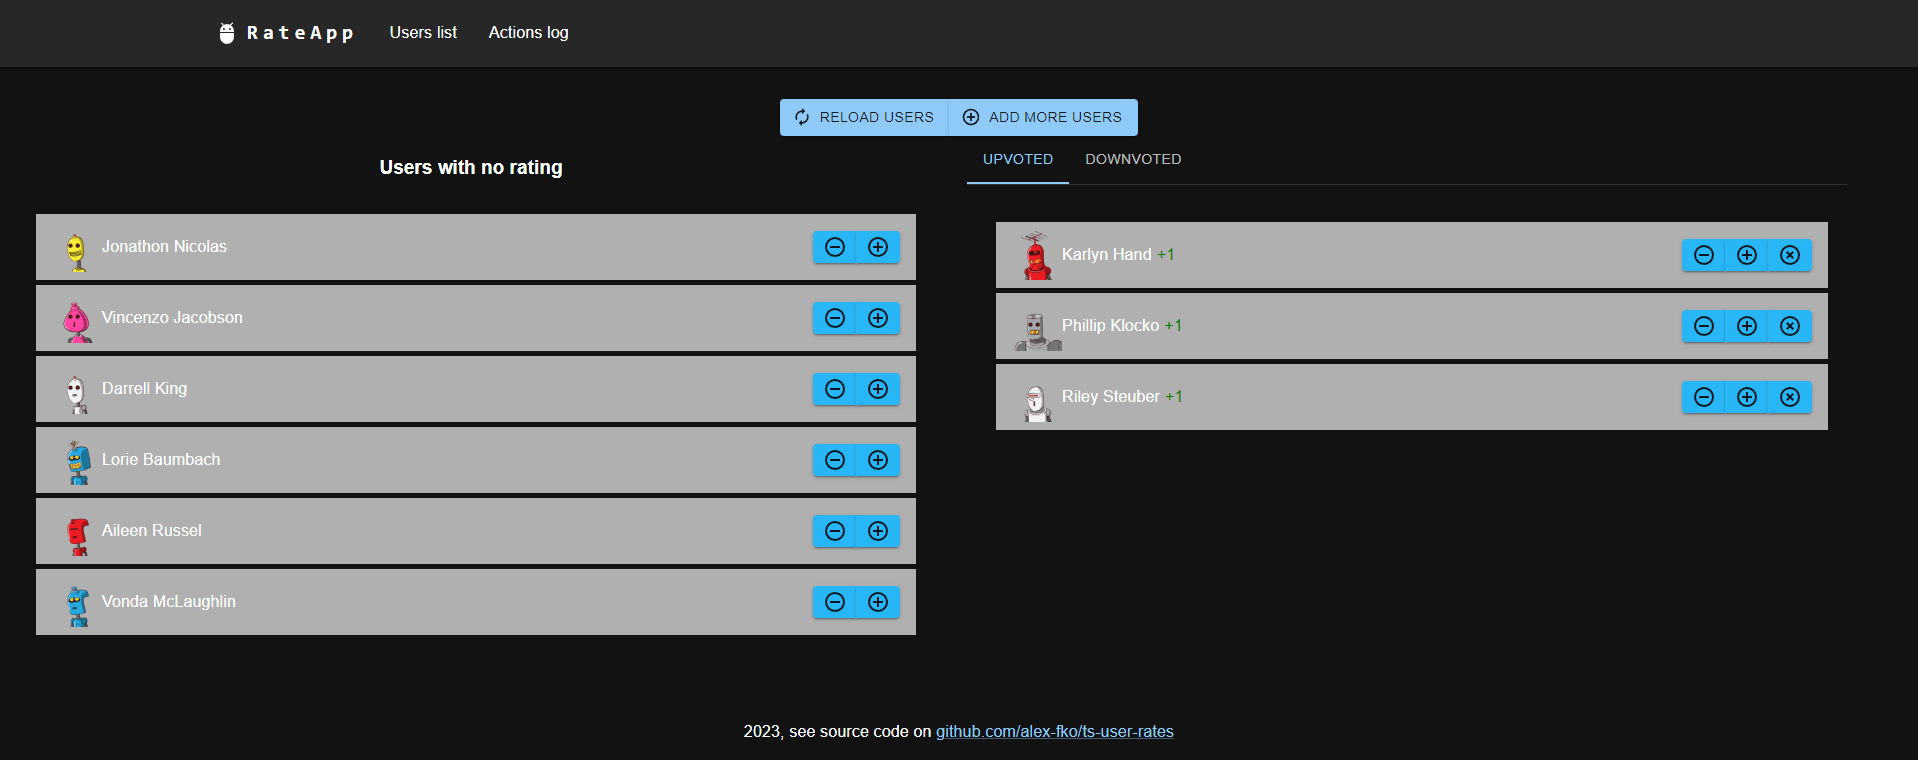 RateApp Users list Actions log
RELOAD USERS ADD MORE USERS
Users with no rating
Jonathon Nicolas
Vincenzo Jacobson
Darrell King
Lorie Baumbach
Aileen Russel
Vonda McLaughlin
UPVOTED DOWNVOTED
Karlyn Hand +1
Phillip Klocko +1
Riley Steuber +1
2023, see source code on github.com/alex-fko/ts-user-rates